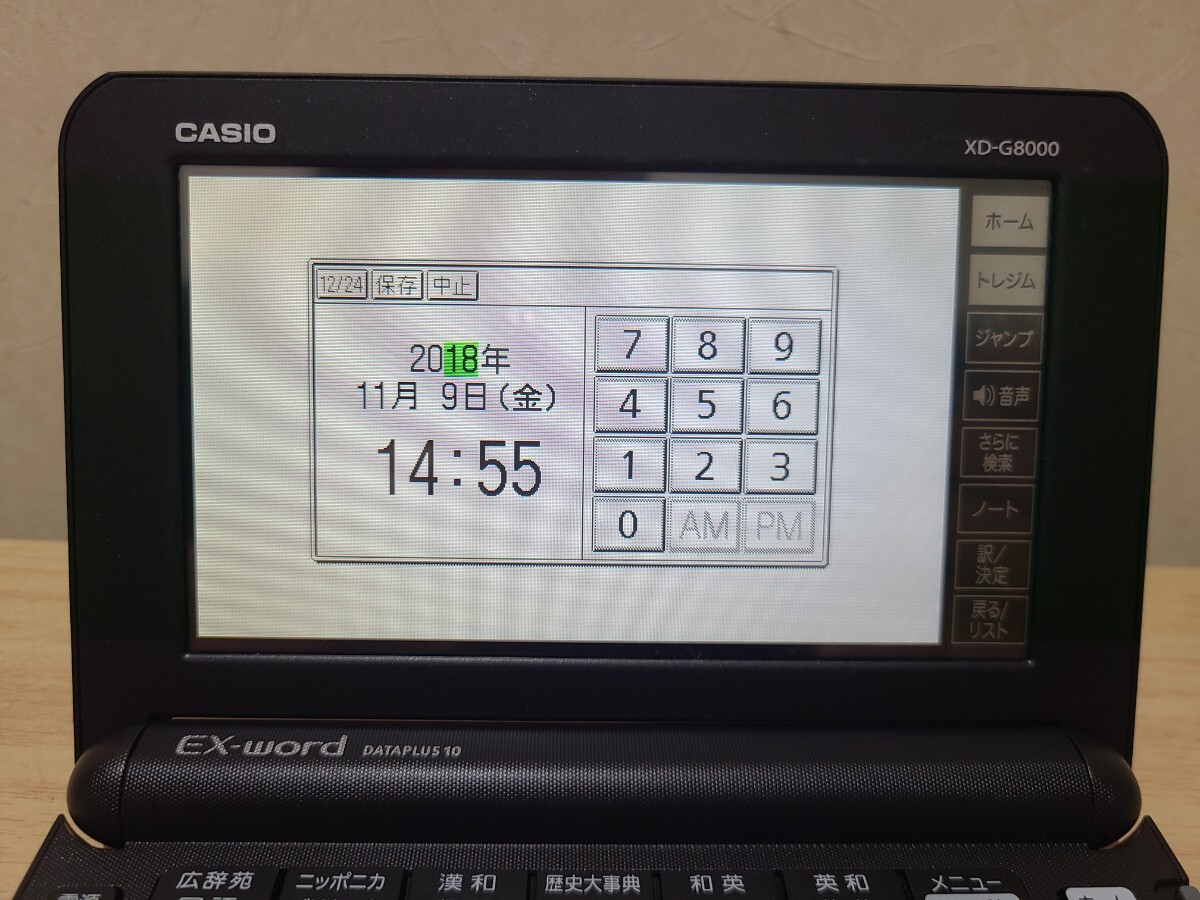 CASIO
XD-G8000
12/24 保存 中止
2018年
11月 9日(金)
14:55
7 8 9
4 5 6
1 2 3
0 AM PM
ホーム
トレジム
ジャンプ
音声
さらに
検索
ノート
訳/
決定
戻る/
リスト
EX-word DATAPLUS 10
電源 広辞苑 ニッポニカ 漢和 歴史大事典 和英 英和 メニュー